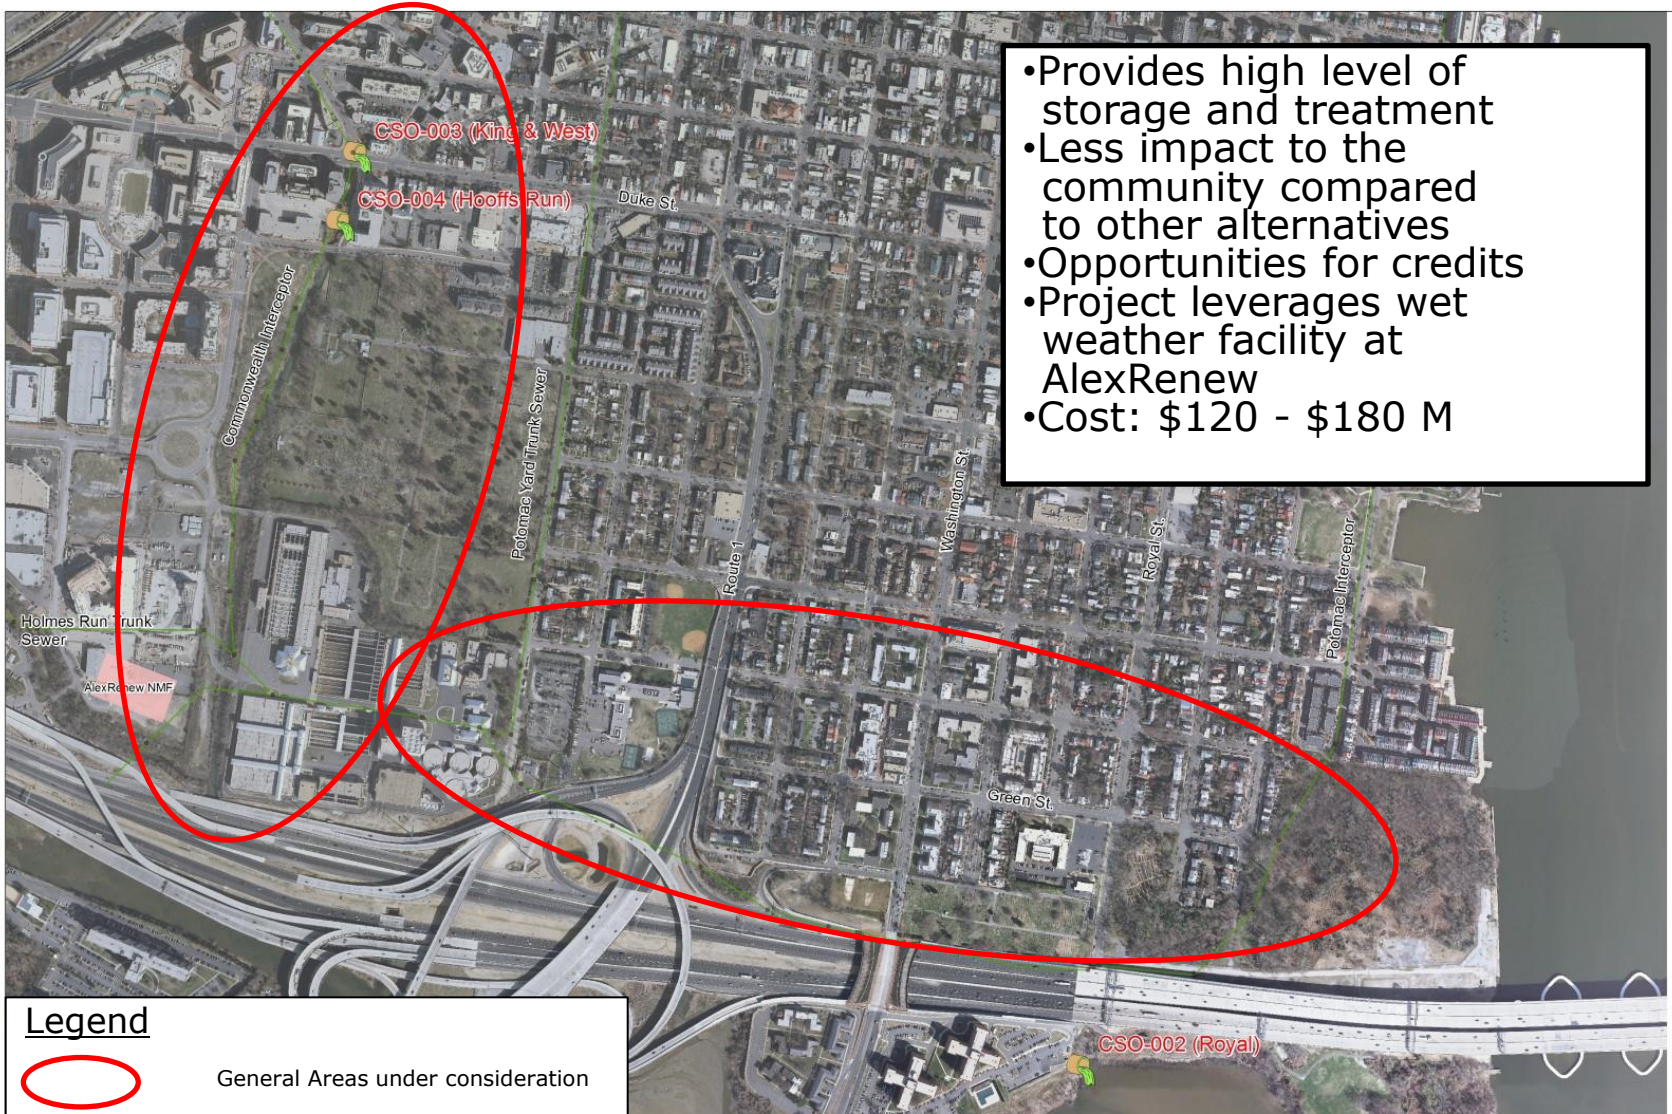 •Provides high level of
storage and treatment
•Less impact to the
community compared
to other alternatives
•Opportunities for credits
•Project leverages wet
weather facility at
AlexRenew
•Cost: $120 - $180 M
CSO-003 (King & West)
CSO-004 (Hooffs Run)
Duke St.
Commonwealth Interceptor
Potomac Yard Trunk Sewer
Washington St.
Royal St.
Route 1
Potomac Interceptor
Holmes Run Trunk
Sewer
AlexRenew NMF
Green St.
CSO-002 (Royal)
Legend
General Areas under consideration